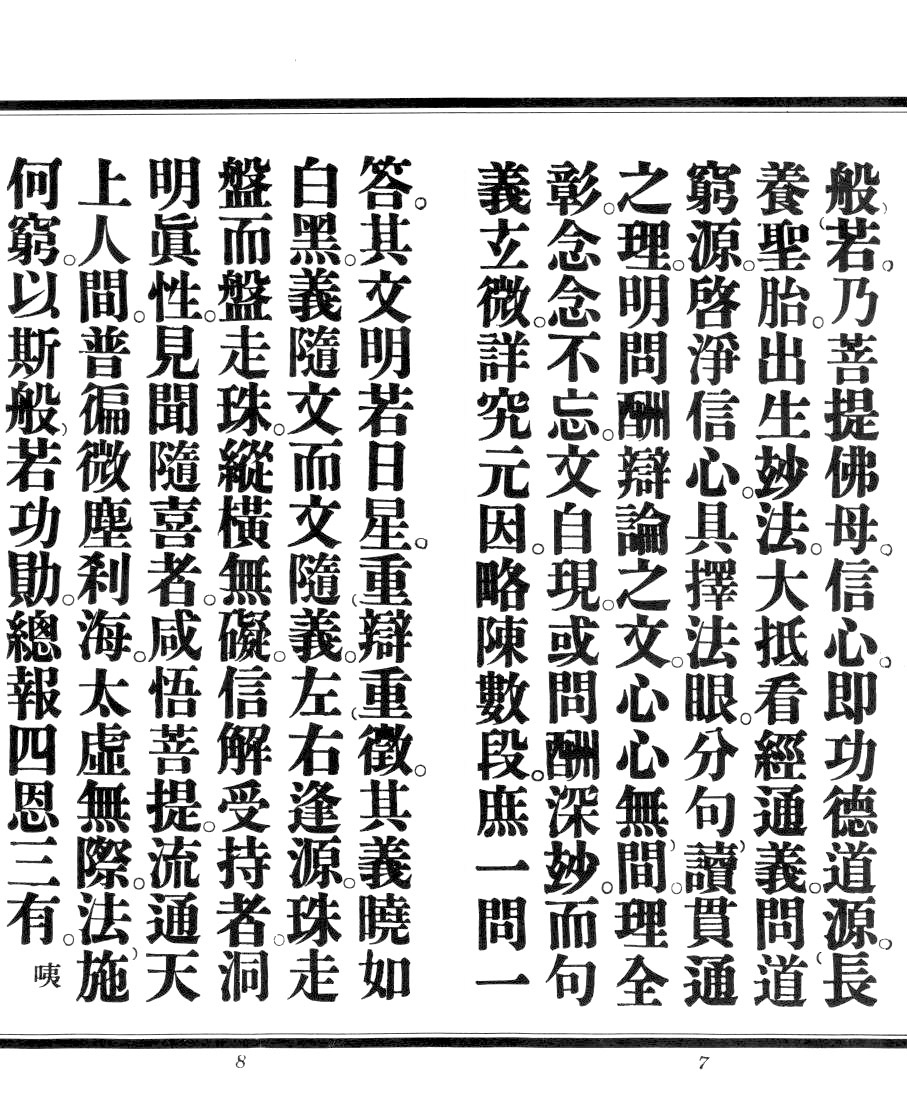 般若。乃菩提佛母。信心。即功德道源。長
養聖胎。出生妙法。大抵看經通義。問道
窮源。啓淨信心。具擇法眼。分句讀貫通
之理。明問酬辯論之文。心心無間。理全
彰。念念不忘。文自現。或問酬深妙。而句
義玄微。詳究元因。略陳數段。庶一問一
答。其文明若日星。重辯重徵。其義曉如
白黑。義隨文而文隨義。左右逢源。珠走
盤而盤走珠。縱橫無礙。信解受持者。洞
明眞性。見聞隨喜者。咸悟菩提。流通天
上人間。普徧微塵剎海。太虛無際。法施
何窮。以斯般若功勛。總報四恩三有。咦
7
8